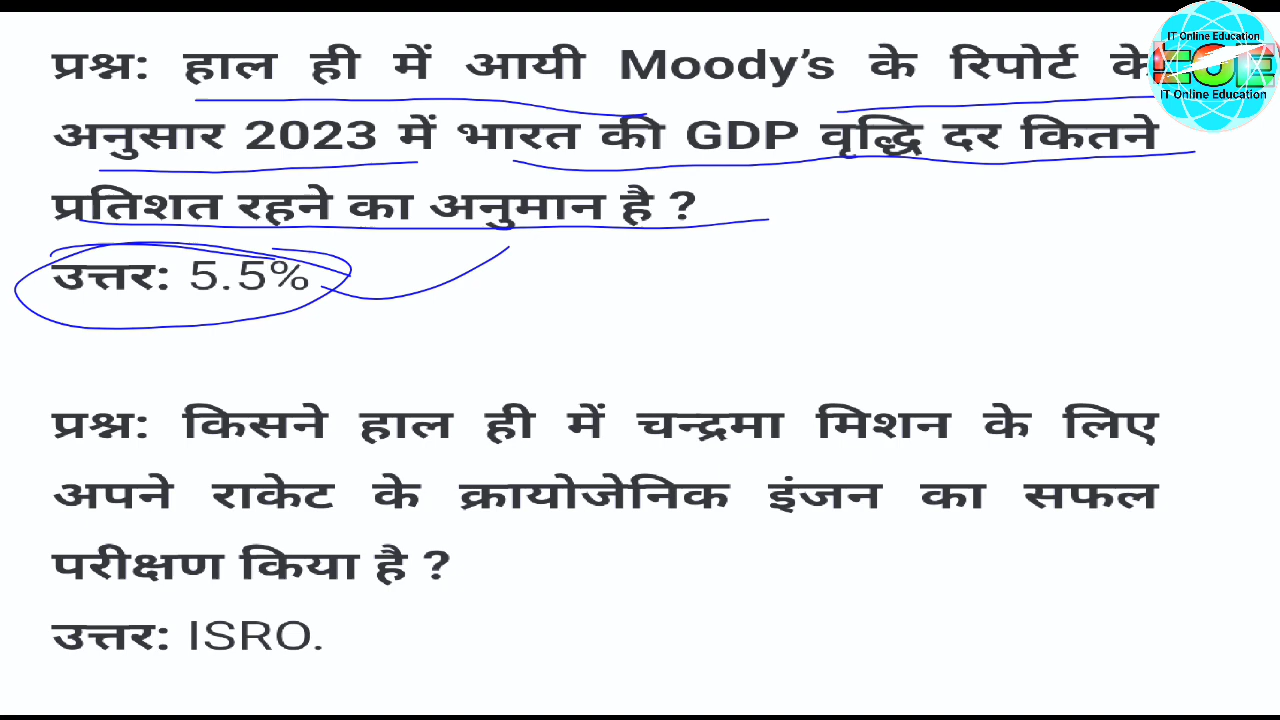 प्रश्न: हाल ही में आयी Moody's के रिपोर्ट के
अनुसार 2023 में भारत की GDP वृद्धि दर कितने
प्रतिशत रहने का अनुमान है ?
उत्तर: 5.5%
प्रश्न: किसने हाल ही में चन्द्रमा मिशन के लिए
अपने राकेट के क्रायोजेनिक इंजन का सफल
परीक्षण किया है ?
उत्तर: ISRO.
IT Online Education
IOE
IT Online Education